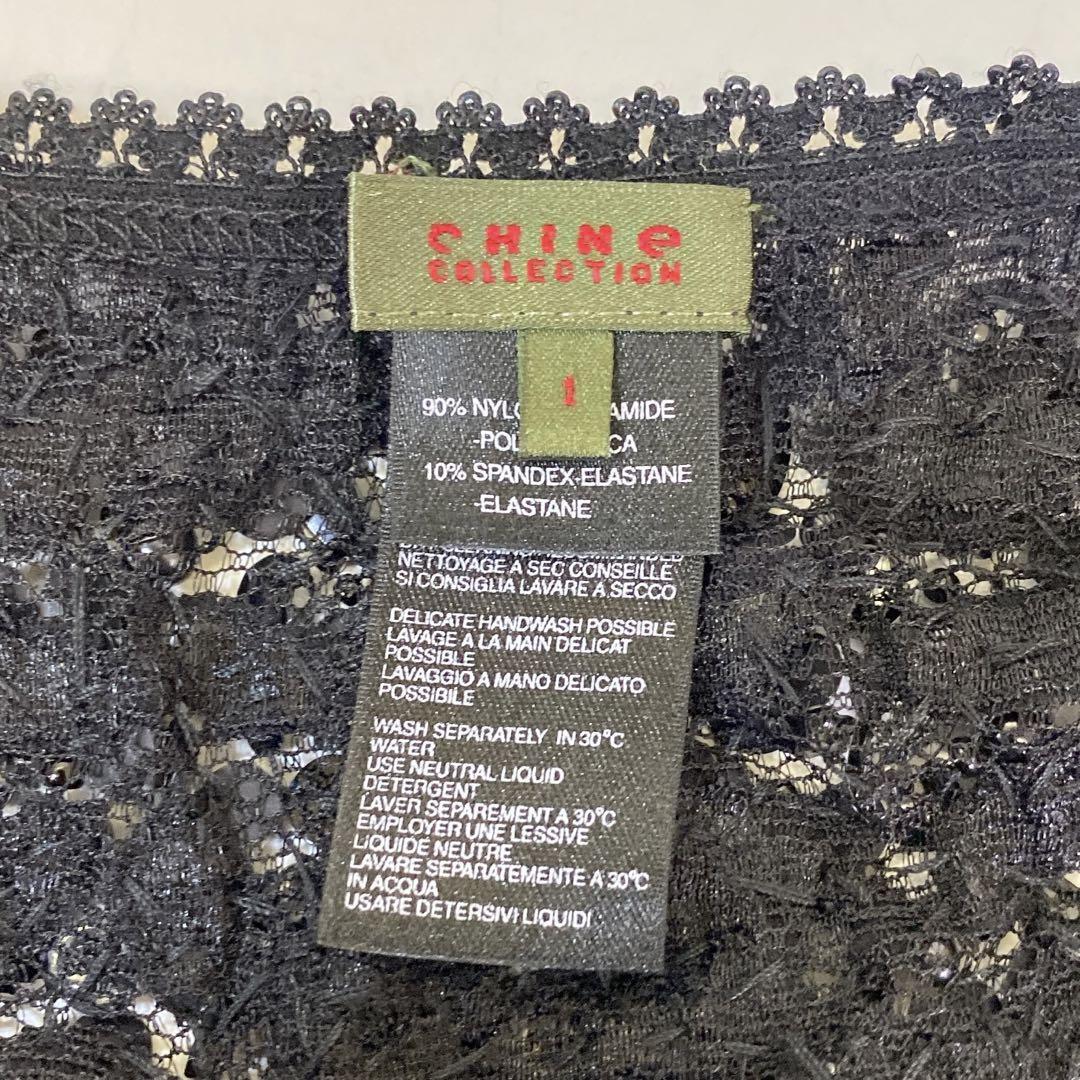 CHINE
COLLECTION
1
90% NYL AMIDE
-POL CA
10% SPANDEX-ELASTANE
-ELASTANE
NETTOYAGE A SEC CONSEILLE
SI CONSIGLIA LAVARE A SECCO
DELICATE HANDWASH POSSIBLE
LAVAGE A LA MAIN DELICAT
POSSIBLE
LAVAGGIO A MANO DELICATO
POSSIBILE
WASH SEPARATELY IN 30°C
WATER
USE NEUTRAL LIQUID
DETERGENT
LAVER SEPAREMENT A 30°C
EMPLOYER UNE LESSIVE
LIQUIDE NEUTRE
LAVARE SEPARATEMENTE A 30°C
IN ACQUA
USARE DETERSIVI LIQUIDI